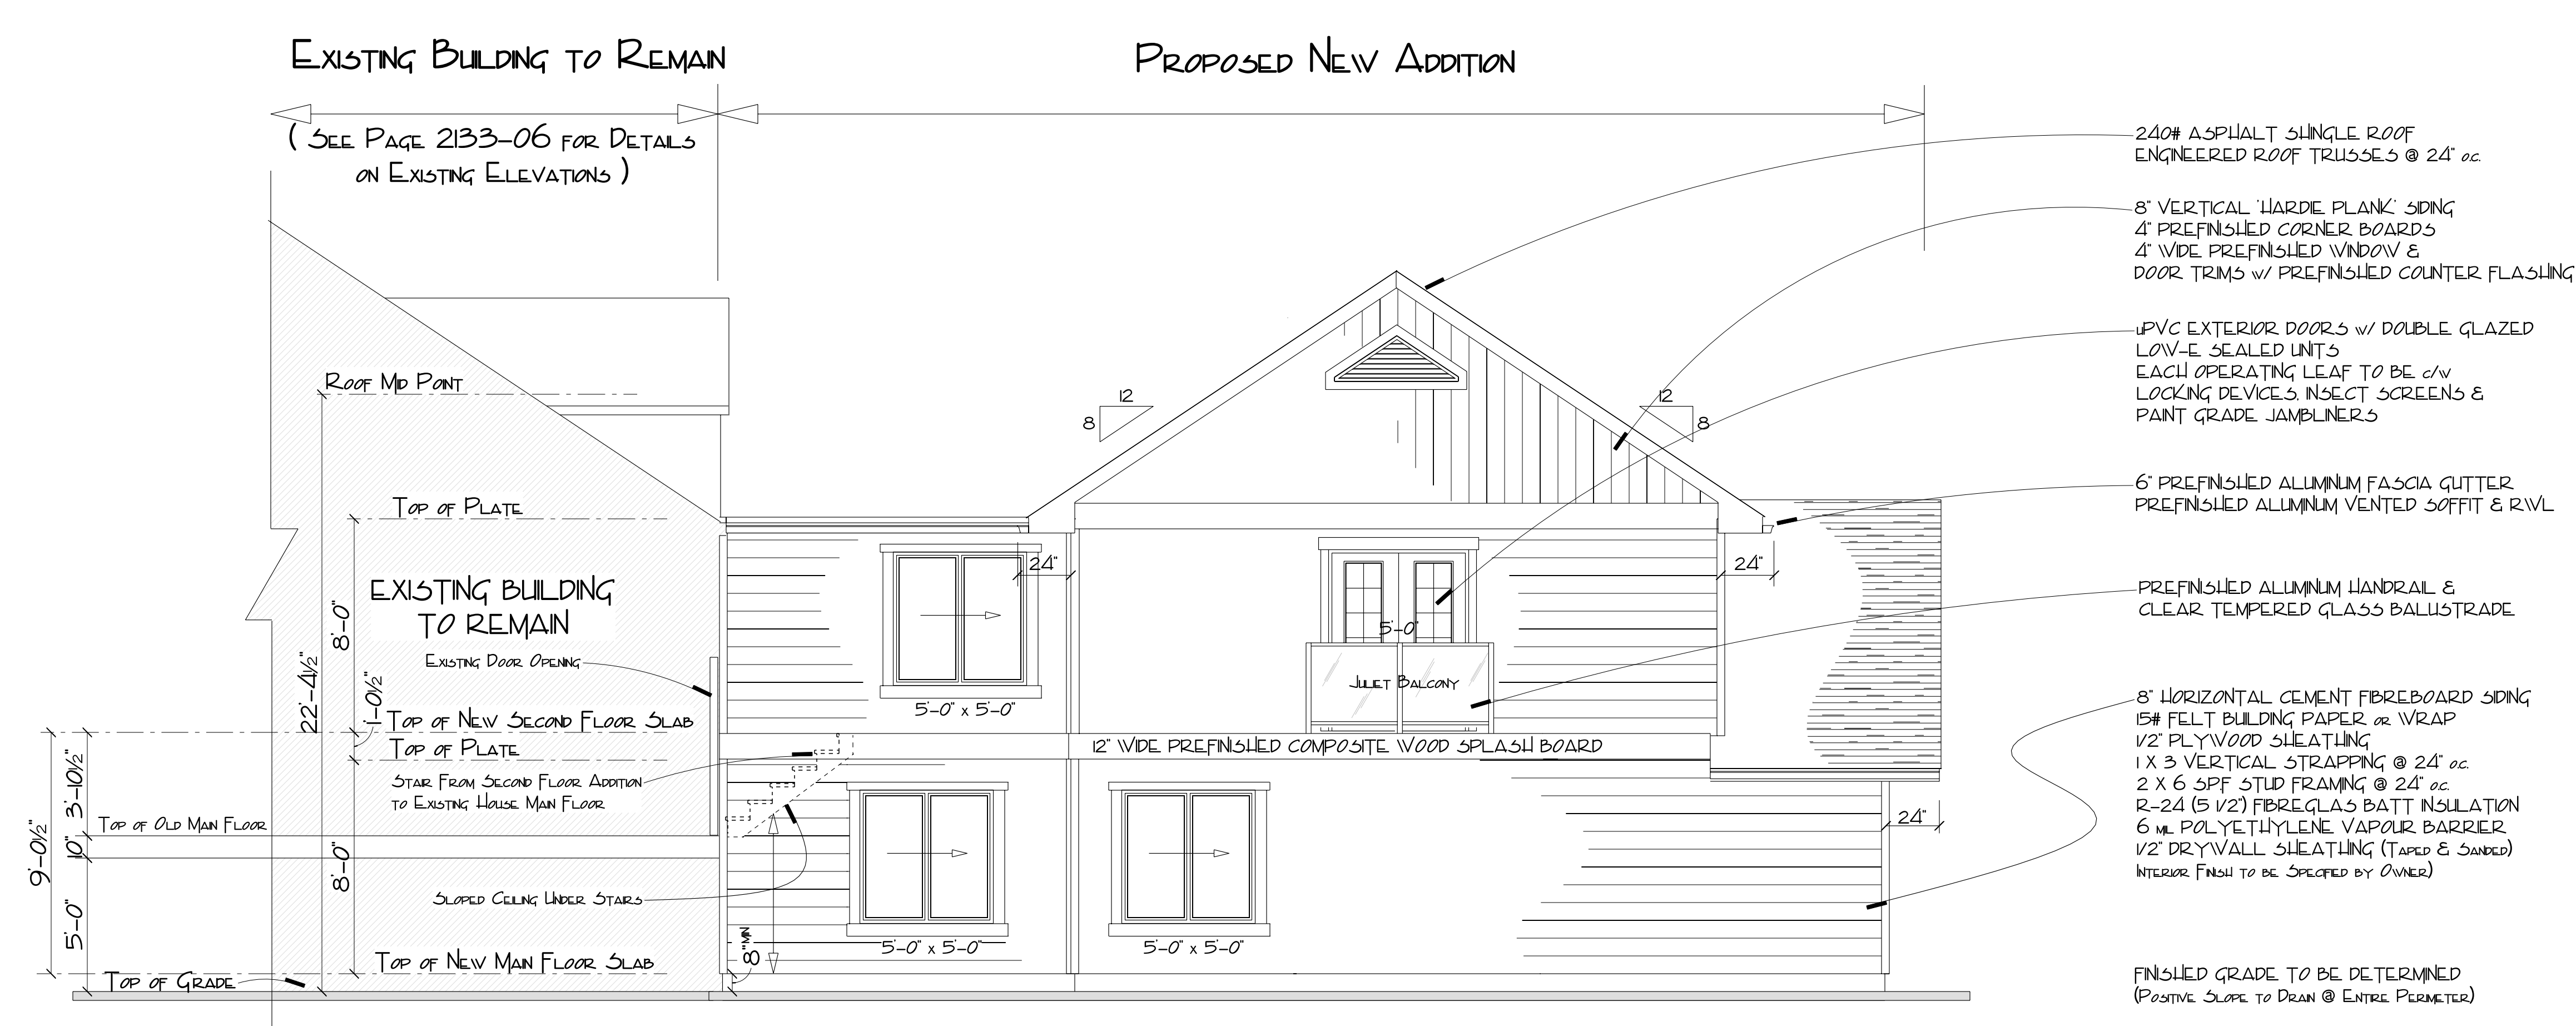 Existing Building to Remain
Proposed New Addition
( See Page 2133-06 for Details
on Existing Elevations )
240# ASPHALT SHINGLE ROOF
ENGINEERED ROOF TRUSSES @ 24" o.c.
8" VERTICAL 'HARDIE PLANK' SIDING
4" PREFINISHED CORNER BOARDS
4" WIDE PREFINISHED WINDOW &
DOOR TRIMS w/ PREFINISHED COUNTER FLASHING
uPVC EXTERIOR DOORS w/ DOUBLE GLAZED
LOW-E SEALED UNITS
EACH OPERATING LEAF TO BE c/w
LOCKING DEVICES, INSECT SCREENS &
PAINT GRADE JAMBLINERS
6" PREFINISHED ALUMINUM FASCIA GUTTER
PREFINISHED ALUMINUM VENTED SOFFIT & RWL
PREFINISHED ALUMINUM HANDRAIL &
CLEAR TEMPERED GLASS BALUSTRADE
8" HORIZONTAL CEMENT FIBREBOARD SIDING
15# FELT BUILDING PAPER or WRAP
1/2" PLYWOOD SHEATHING
1 X 3 VERTICAL STRAPPING @ 24" o.c.
2 X 6 SPF STUD FRAMING @ 24" o.c.
R-24 (5 1/2") FIBREGLAS BATT INSULATION
6 mil POLYETHYLENE VAPOUR BARRIER
1/2" DRYWALL SHEATHING (Taped & Sanded)
Interior Finish to be Specified by Owner)
FINISHED GRADE TO BE DETERMINED
(Positive Slope to Drain @ Entire Perimeter)
Roof Mid Point
12
8
12
8
Top of Plate
24"
24"
EXISTING BUILDING
TO REMAIN
8'-0"
22'-4½"
Existing Door Opening
5'-0"
Juliet Balcony
5'-0" x 5'-0"
1'-0½"
Top of New Second Floor Slab
Top of Plate
12" WIDE PREFINISHED COMPOSITE WOOD SPLASH BOARD
Stair From Second Floor Addition
to Existing House Main Floor
3'-10½"
Top of Old Main Floor
10"
9'-0½"
8'-0"
24"
Sloped Ceiling Under Stairs
5'-0"
5'-0" x 5'-0"
5'-0" x 5'-0"
8" MIN
Top of New Main Floor Slab
Top of Grade